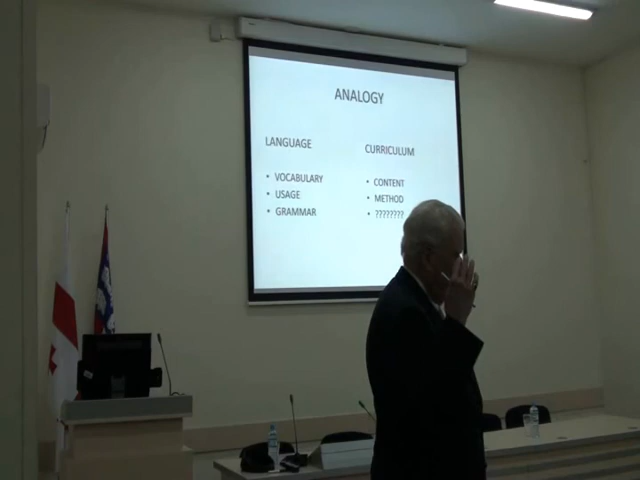 ANALOGY
LANGUAGE
• VOCABULARY
• USAGE
• GRAMMAR
CURRICULUM
• CONTENT
• METHOD
• ????????